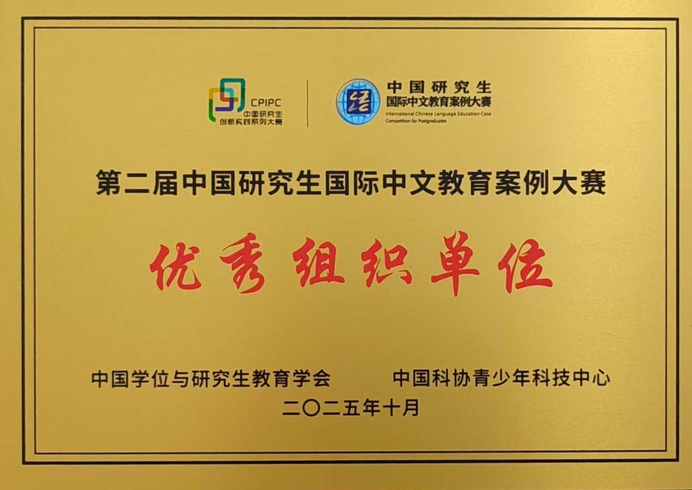 CPIPC
中国研究生
创新实践系列大赛
中国研究生
国际中文教育案例大赛
International Chinese Language Education Case
Competition for Postgraduates
第二届中国研究生国际中文教育案例大赛
优秀组织单位
中国学位与研究生教育学会 中国科协青少年科技中心
二〇二五年十月